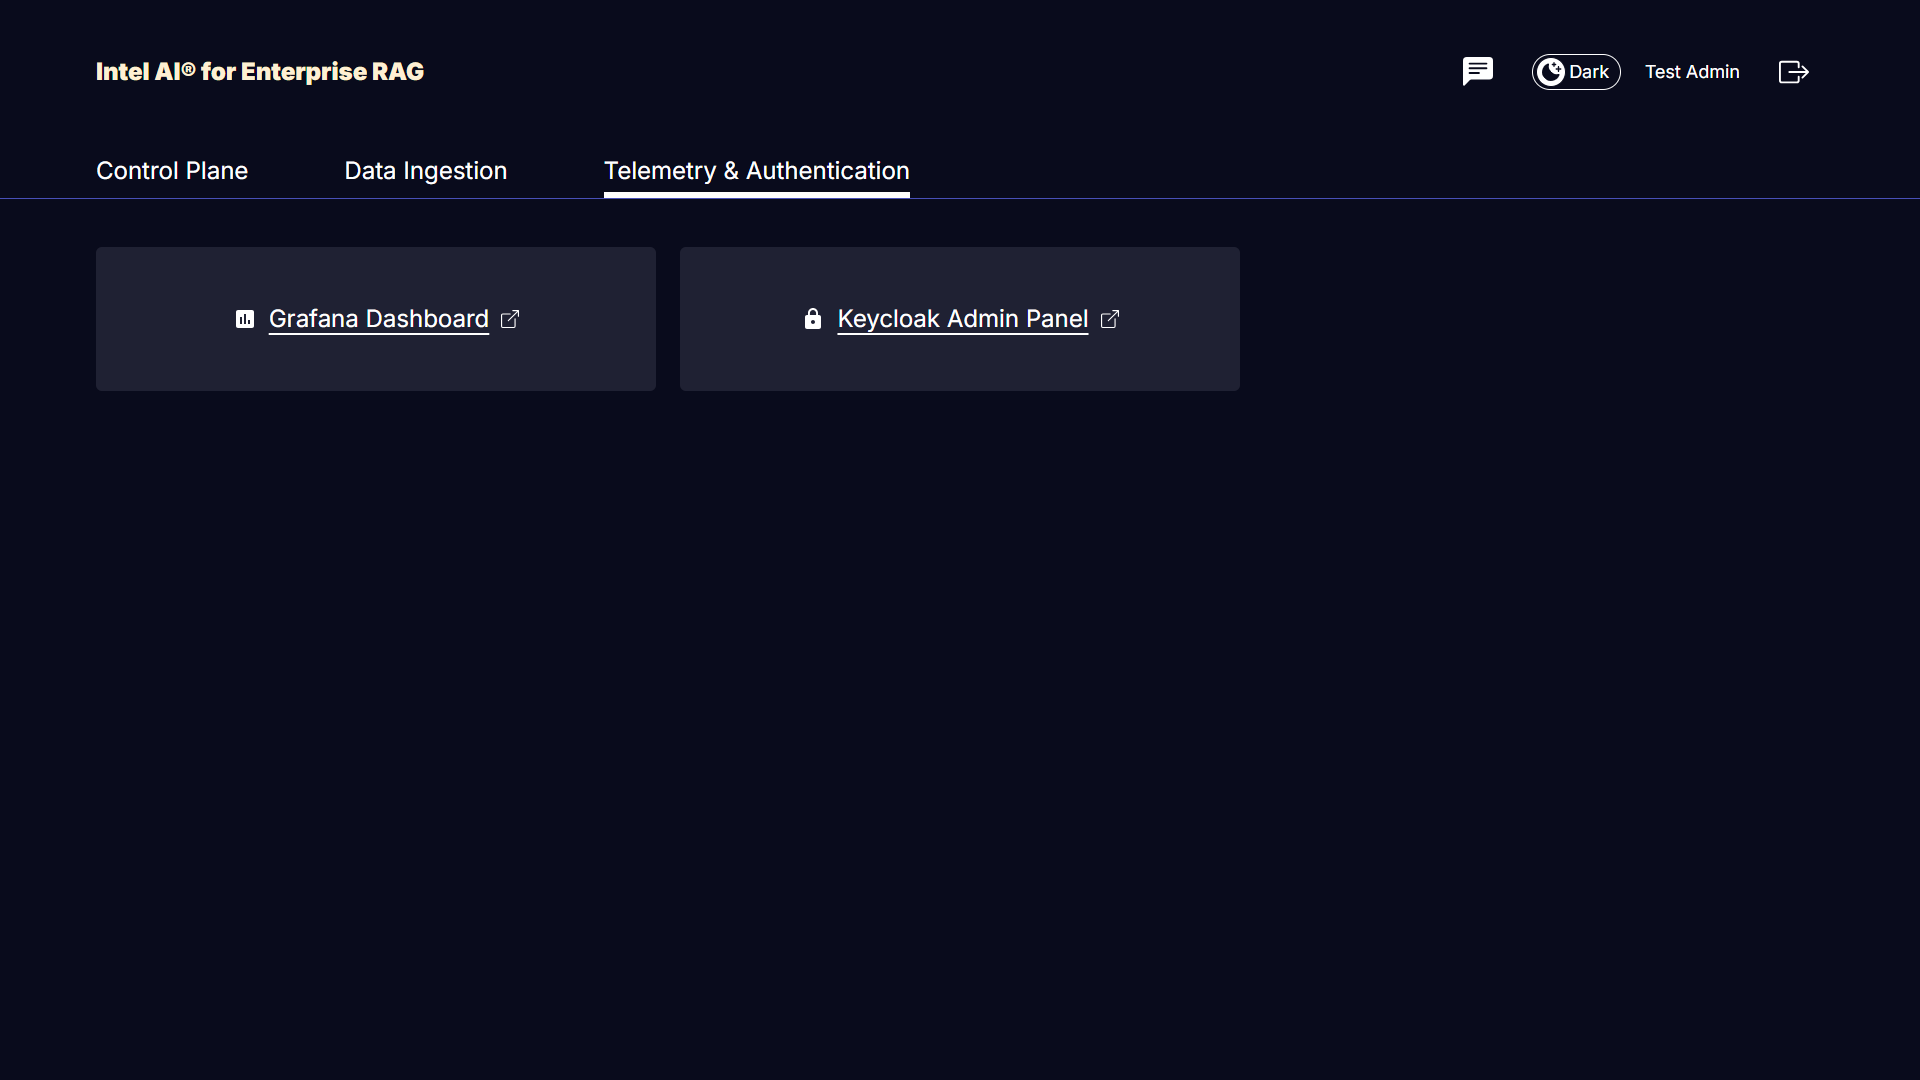 Intel AI® for Enterprise RAG
Dark
Test Admin
Control Plane
Data Ingestion
Telemetry & Authentication
Grafana Dashboard
Keycloak Admin Panel